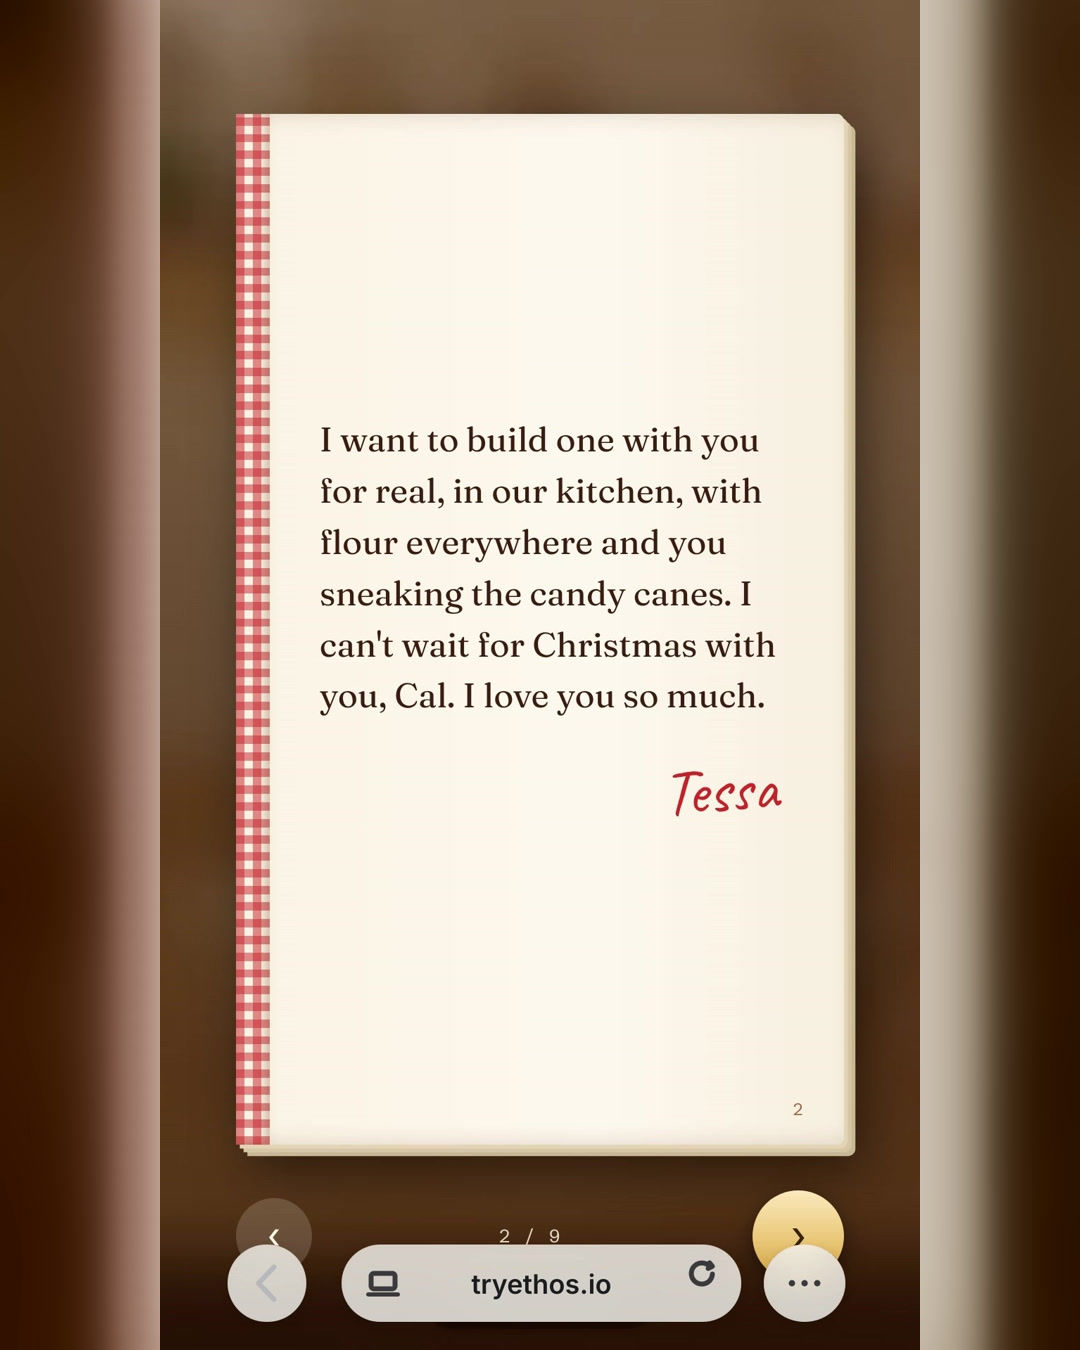 I want to build one with you
for real, in our kitchen, with
flour everywhere and you
sneaking the candy canes. I
can't wait for Christmas with
you, Cal. I love you so much.
Tessa
2
2 / 9
tryethos.io